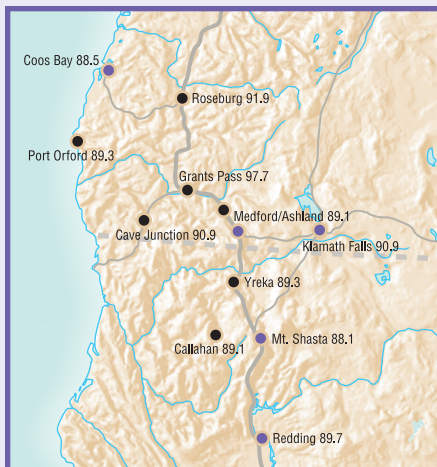 Coos Bay 88.5
Roseburg 91.9
Port Orford 89.3
Grants Pass 97.7
Medford/Ashland 89.1
Cave Junction 90.9
Klamath Falls 90.9
Yreka 89.3
Callahan 89.1
Mt. Shasta 88.1
Redding 89.7